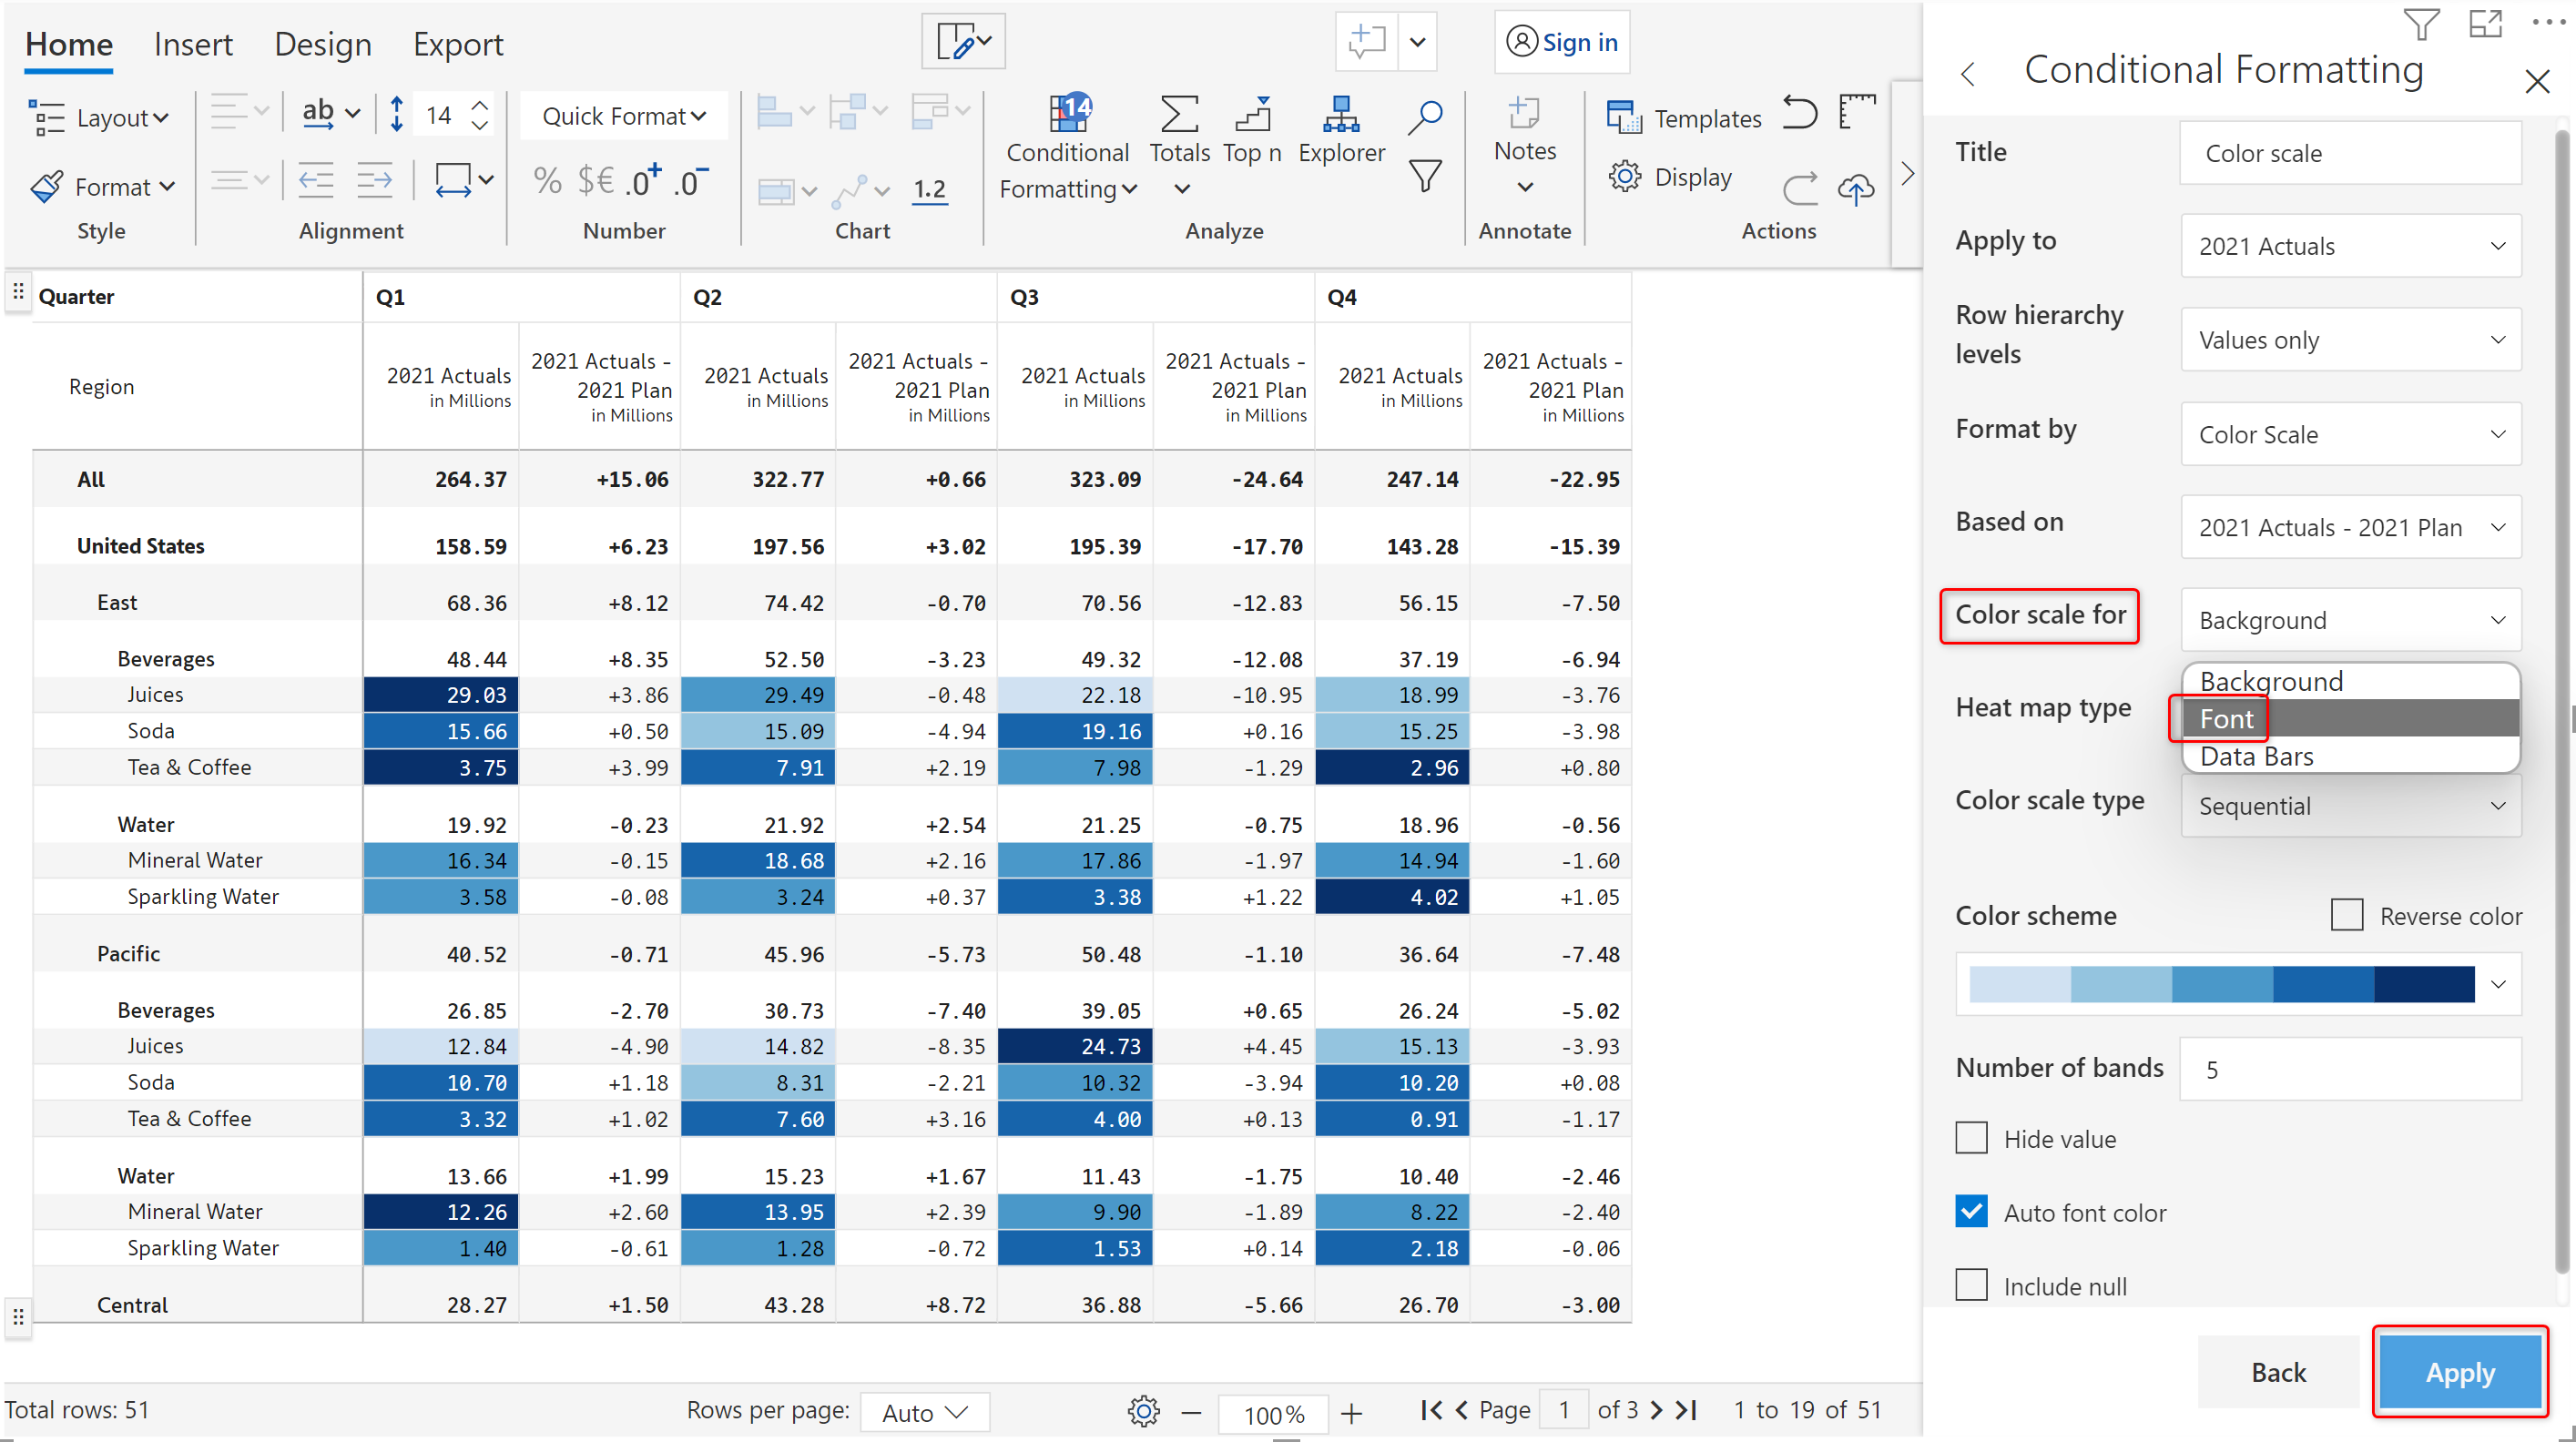 Home Insert Design Export Sign in
Layout ab 14 Quick Format 14 Conditional Formatting Totals Top n Explorer Notes Templates
Format % $€ .0+ .0- 1.2 Display
Style Alignment Number Chart Analyze Annotate Actions
Quarter Q1 Q2 Q3 Q4
Region 2021 Actuals in Millions 2021 Actuals - 2021 Plan in Millions 2021 Actuals in Millions 2021 Actuals - 2021 Plan in Millions 2021 Actuals in Millions 2021 Actuals - 2021 Plan in Millions 2021 Actuals in Millions 2021 Actuals - 2021 Plan in Millions
All 264.37 +15.06 322.77 +0.66 323.09 -24.64 247.14 -22.95
United States 158.59 +6.23 197.56 +3.02 195.39 -17.70 143.28 -15.39
East 68.36 +8.12 74.42 -0.70 70.56 -12.83 56.15 -7.50
Beverages 48.44 +8.35 52.50 -3.23 49.32 -12.08 37.19 -6.94
Juices 29.03 +3.86 29.49 -0.48 22.18 -10.95 18.99 -3.76
Soda 15.66 +0.50 15.09 -4.94 19.16 +0.16 15.25 -3.98
Tea & Coffee 3.75 +3.99 7.91 +2.19 7.98 -1.29 2.96 +0.80
Water 19.92 -0.23 21.92 +2.54 21.25 -0.75 18.96 -0.56
Mineral Water 16.34 -0.15 18.68 +2.16 17.86 -1.97 14.94 -1.60
Sparkling Water 3.58 -0.08 3.24 +0.37 3.38 +1.22 4.02 +1.05
Pacific 40.52 -0.71 45.96 -5.73 50.48 -1.10 36.64 -7.48
Beverages 26.85 -2.70 30.73 -7.40 39.05 +0.65 26.24 -5.02
Juices 12.84 -4.90 14.82 -8.35 24.73 +4.45 15.13 -3.93
Soda 10.70 +1.18 8.31 -2.21 10.32 -3.94 10.20 +0.08
Tea & Coffee 3.32 +1.02 7.60 +3.16 4.00 +0.13 0.91 -1.17
Water 13.66 +1.99 15.23 +1.67 11.43 -1.75 10.40 -2.46
Mineral Water 12.26 +2.60 13.95 +2.39 9.90 -1.89 8.22 -2.40
Sparkling Water 1.40 -0.61 1.28 -0.72 1.53 +0.14 2.18 -0.06
Central 28.27 +1.50 43.28 +8.72 36.88 -5.66 26.70 -3.00
Total rows: 51 Rows per page: Auto 100% Page 1 of 3 1 to 19 of 51
Conditional Formatting
Title Color scale
Apply to 2021 Actuals
Row hierarchy levels Values only
Format by Color Scale
Based on 2021 Actuals - 2021 Plan
Color scale for Background
Background
Heat map type Font
Data Bars
Color scale type Sequential
Color scheme Reverse color
Number of bands 5
Hide value
Auto font color
Include null
Back Apply